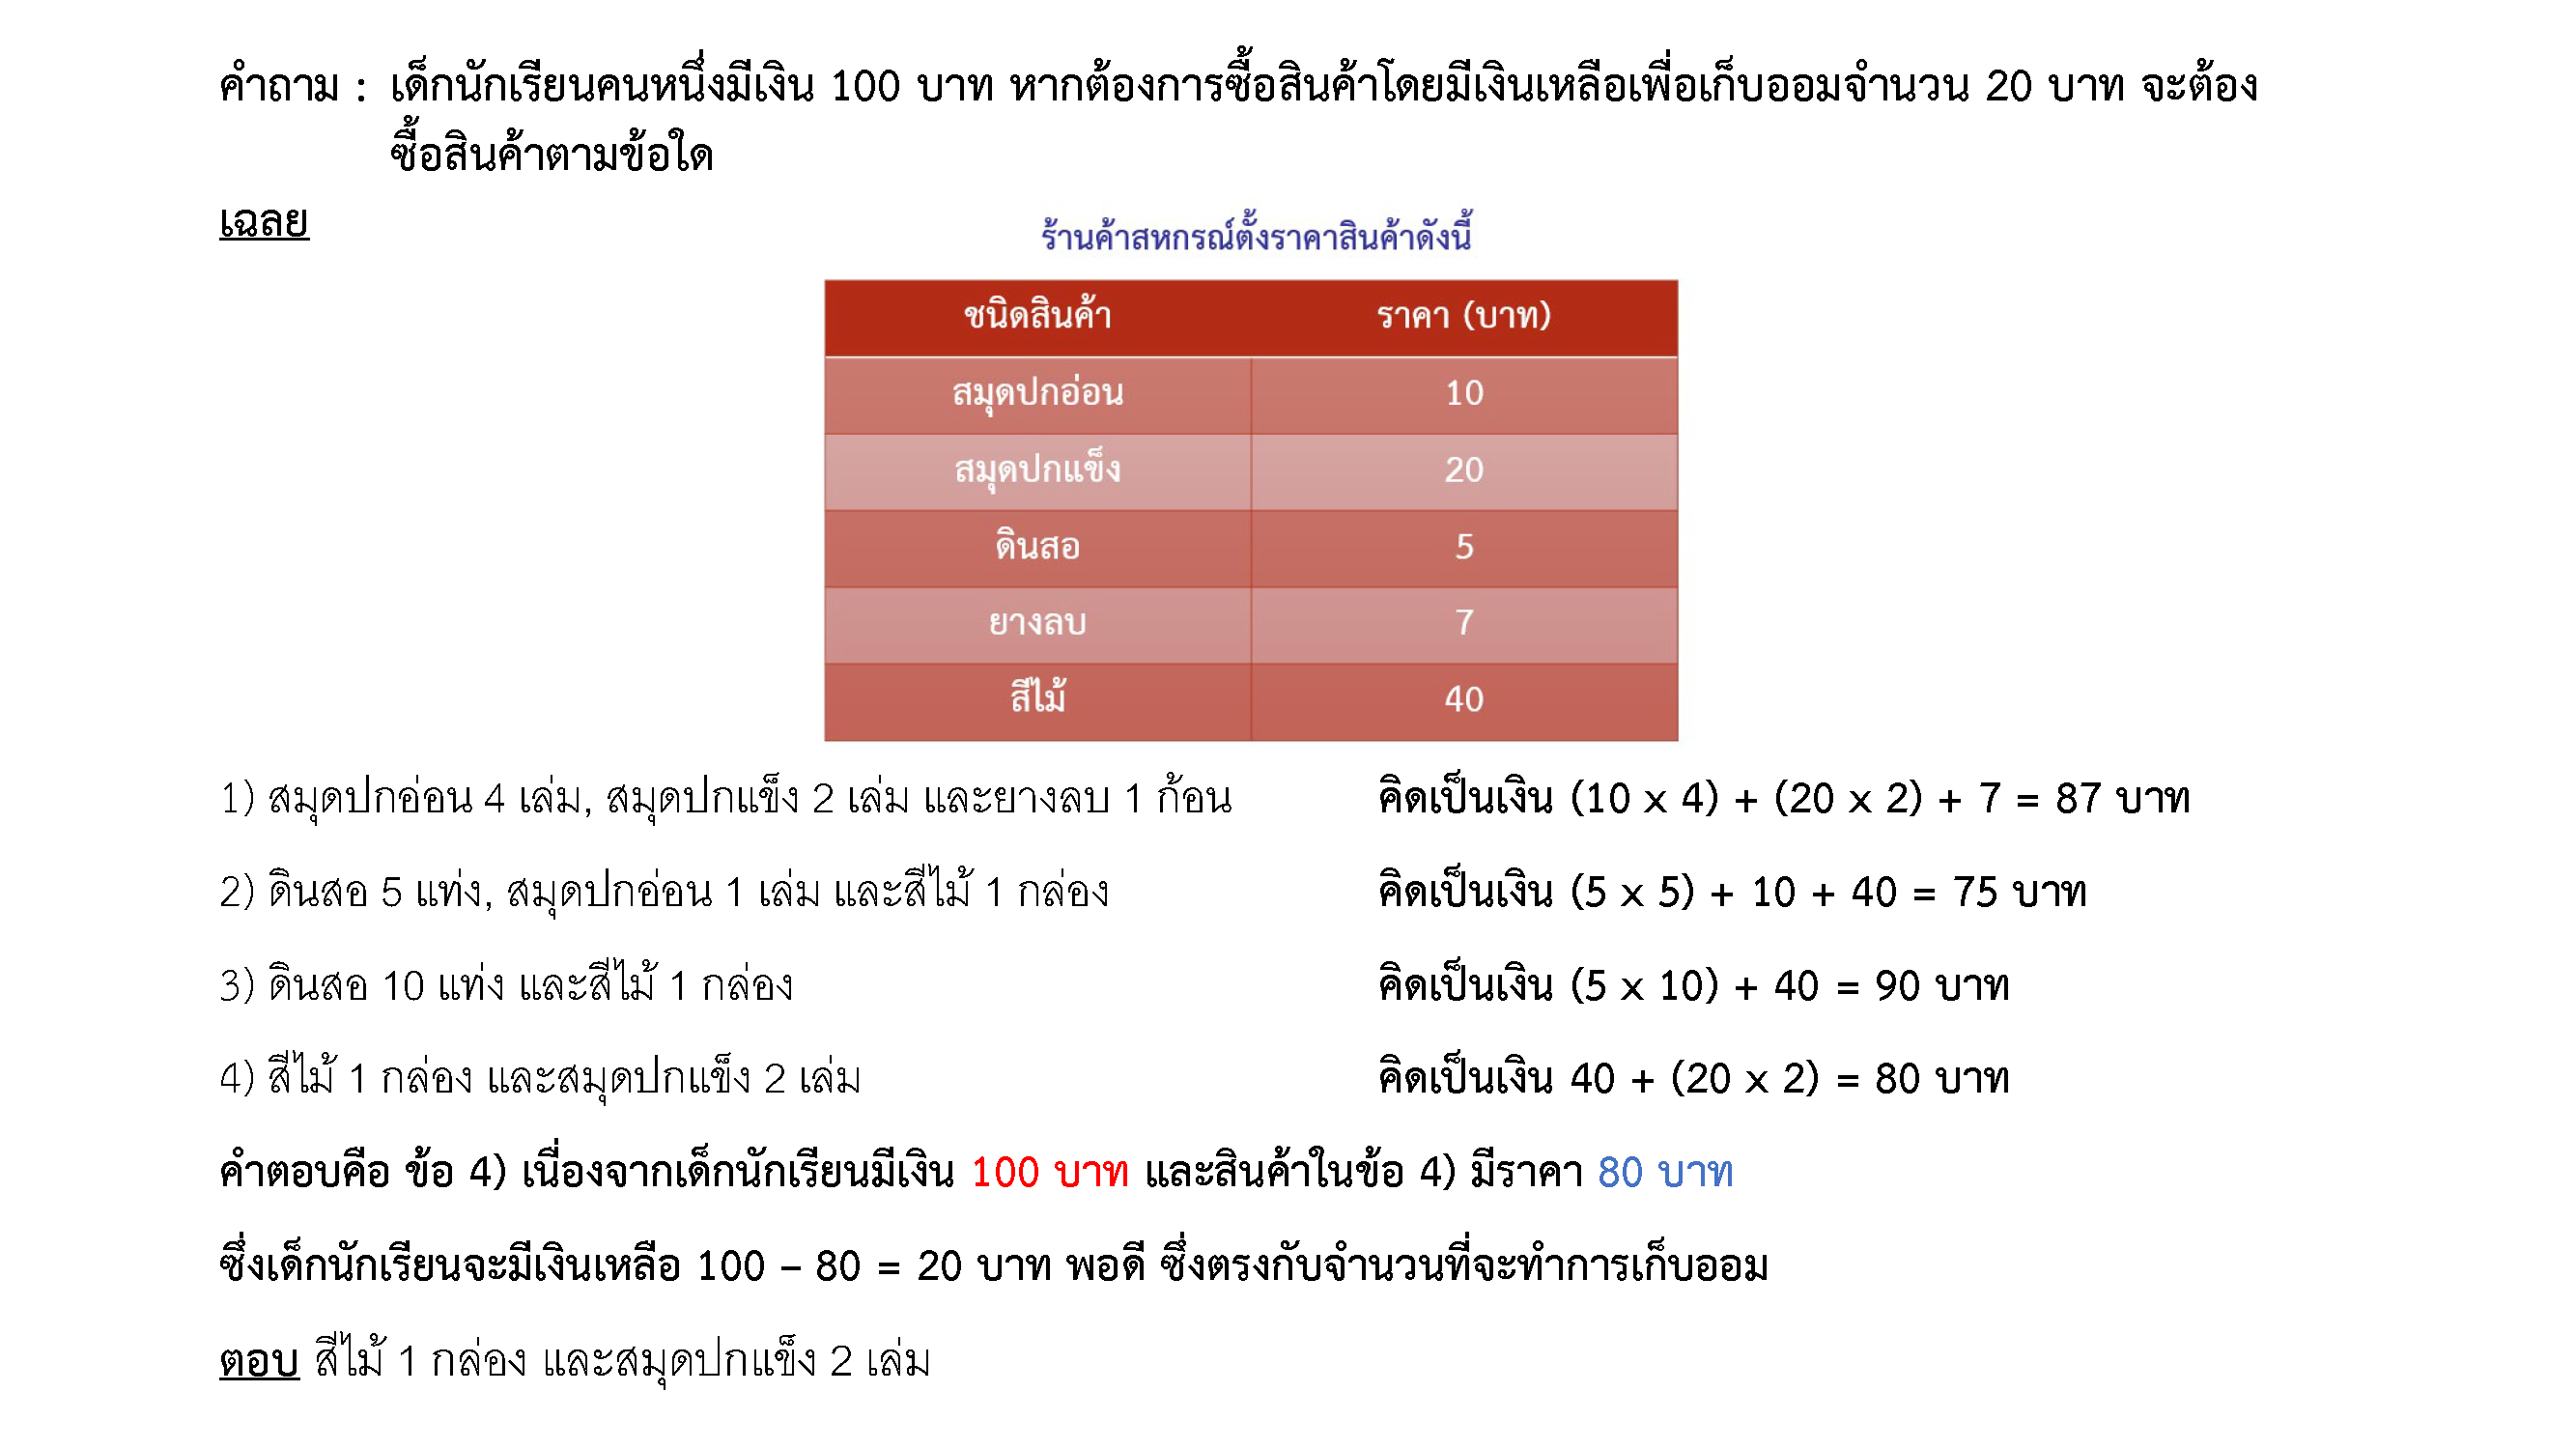 คำถาม : เด็กนักเรียนคนหนึ่งมีเงิน 100 บาท หากต้องการซื้อสินค้าโดยมีเงินเหลือเพื่อเก็บออมจำนวน 20 บาท จะต้อง
ซื้อสินค้าตามข้อใด
เฉลย
ร้านค้าสหกรณ์ตั้งราคาสินค้าดังนี้
ชนิดสินค้า ราคา (บาท)
สมุดปกอ่อน 10
สมุดปกแข็ง 20
ดินสอ 5
ยางลบ 7
สีไม้ 40
1) สมุดปกอ่อน 4 เล่ม, สมุดปกแข็ง 2 เล่ม และยางลบ 1 ก้อน คิดเป็นเงิน (10 x 4) + (20 x 2) + 7 = 87 บาท
2) ดินสอ 5 แท่ง, สมุดปกอ่อน 1 เล่ม และสีไม้ 1 กล่อง คิดเป็นเงิน (5 x 5) + 10 + 40 = 75 บาท
3) ดินสอ 10 แท่ง และสีไม้ 1 กล่อง คิดเป็นเงิน (5 x 10) + 40 = 90 บาท
4) สีไม้ 1 กล่อง และสมุดปกแข็ง 2 เล่ม คิดเป็นเงิน 40 + (20 x 2) = 80 บาท
คำตอบคือ ข้อ 4) เนื่องจากเด็กนักเรียนมีเงิน 100 บาท และสินค้าในข้อ 4) มีราคา 80 บาท
ซึ่งเด็กนักเรียนจะมีเงินเหลือ 100 – 80 = 20 บาท พอดี ซึ่งตรงกับจำนวนที่จะทำการเก็บออม
ตอบ สีไม้ 1 กล่อง และสมุดปกแข็ง 2 เล่ม